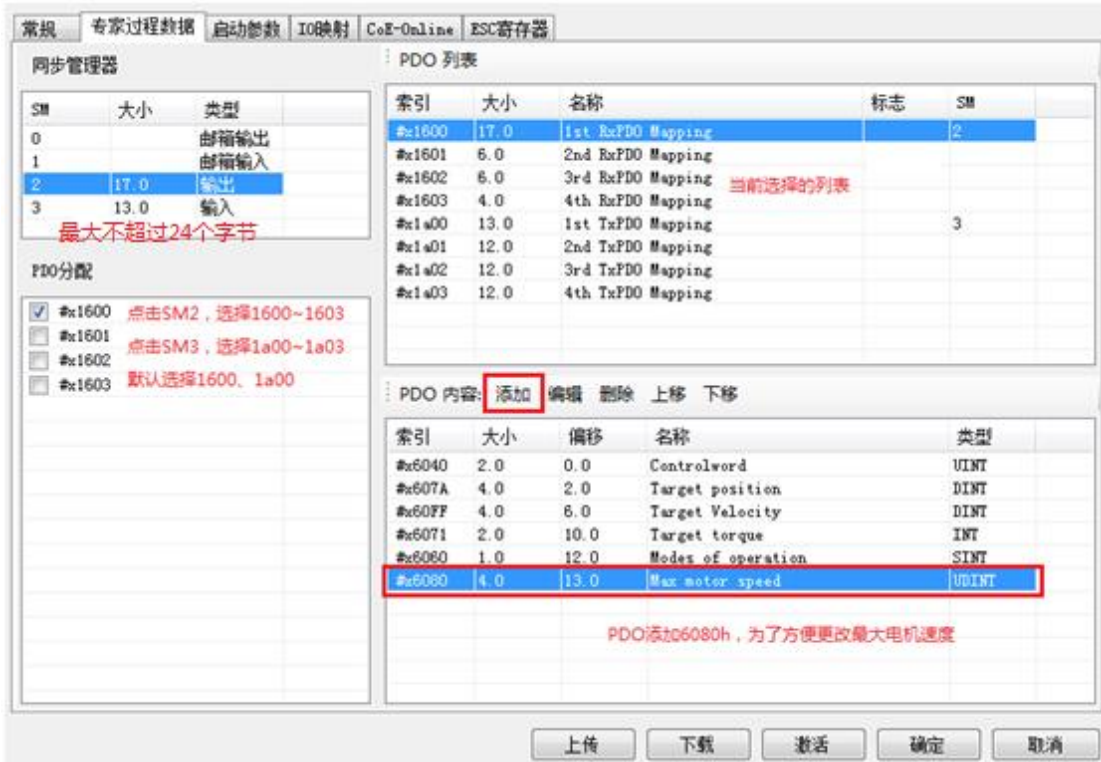 常规 专家过程数据 启动参数 IO映射 CoE-Online ESC寄存器
同步管理器
SM 大小 类型
0 邮箱输出
1 邮箱输入
2 17.0 输出
3 13.0 输入
最大不超过24个字节
PDO分配
#x1600 点击SM2，选择1600~1603
#x1601
点击SM3，选择1a00~1a03
#x1602
#x1603 默认选择1600、1a00
PDO 列表
索引 大小 名称 标志 SM
#x1600 17.0 1st RxPDO Mapping 2
#x1601 6.0 2nd RxPDO Mapping
#x1602 6.0 3rd RxPDO Mapping
当前选择的列表
#x1603 4.0 4th RxPDO Mapping
#x1a00 13.0 1st TxPDO Mapping 3
#x1a01 12.0 2nd TxPDO Mapping
#x1a02 12.0 3rd TxPDO Mapping
#x1a03 12.0 4th TxPDO Mapping
PDO 内容: 添加 编辑 删除 上移 下移
索引 大小 偏移 名称 类型
#x6040 2.0 0.0 Controlword UINT
#x607A 4.0 2.0 Target position DINT
#x60FF 4.0 6.0 Target Velocity DINT
#x6071 2.0 10.0 Target torque INT
#x6060 1.0 12.0 Modes of operation SINT
#x6080 4.0 13.0 Max motor speed UDINT
PDO添加6080h，为了方便更改最大电机速度
上传 下载 激活 确定 取消